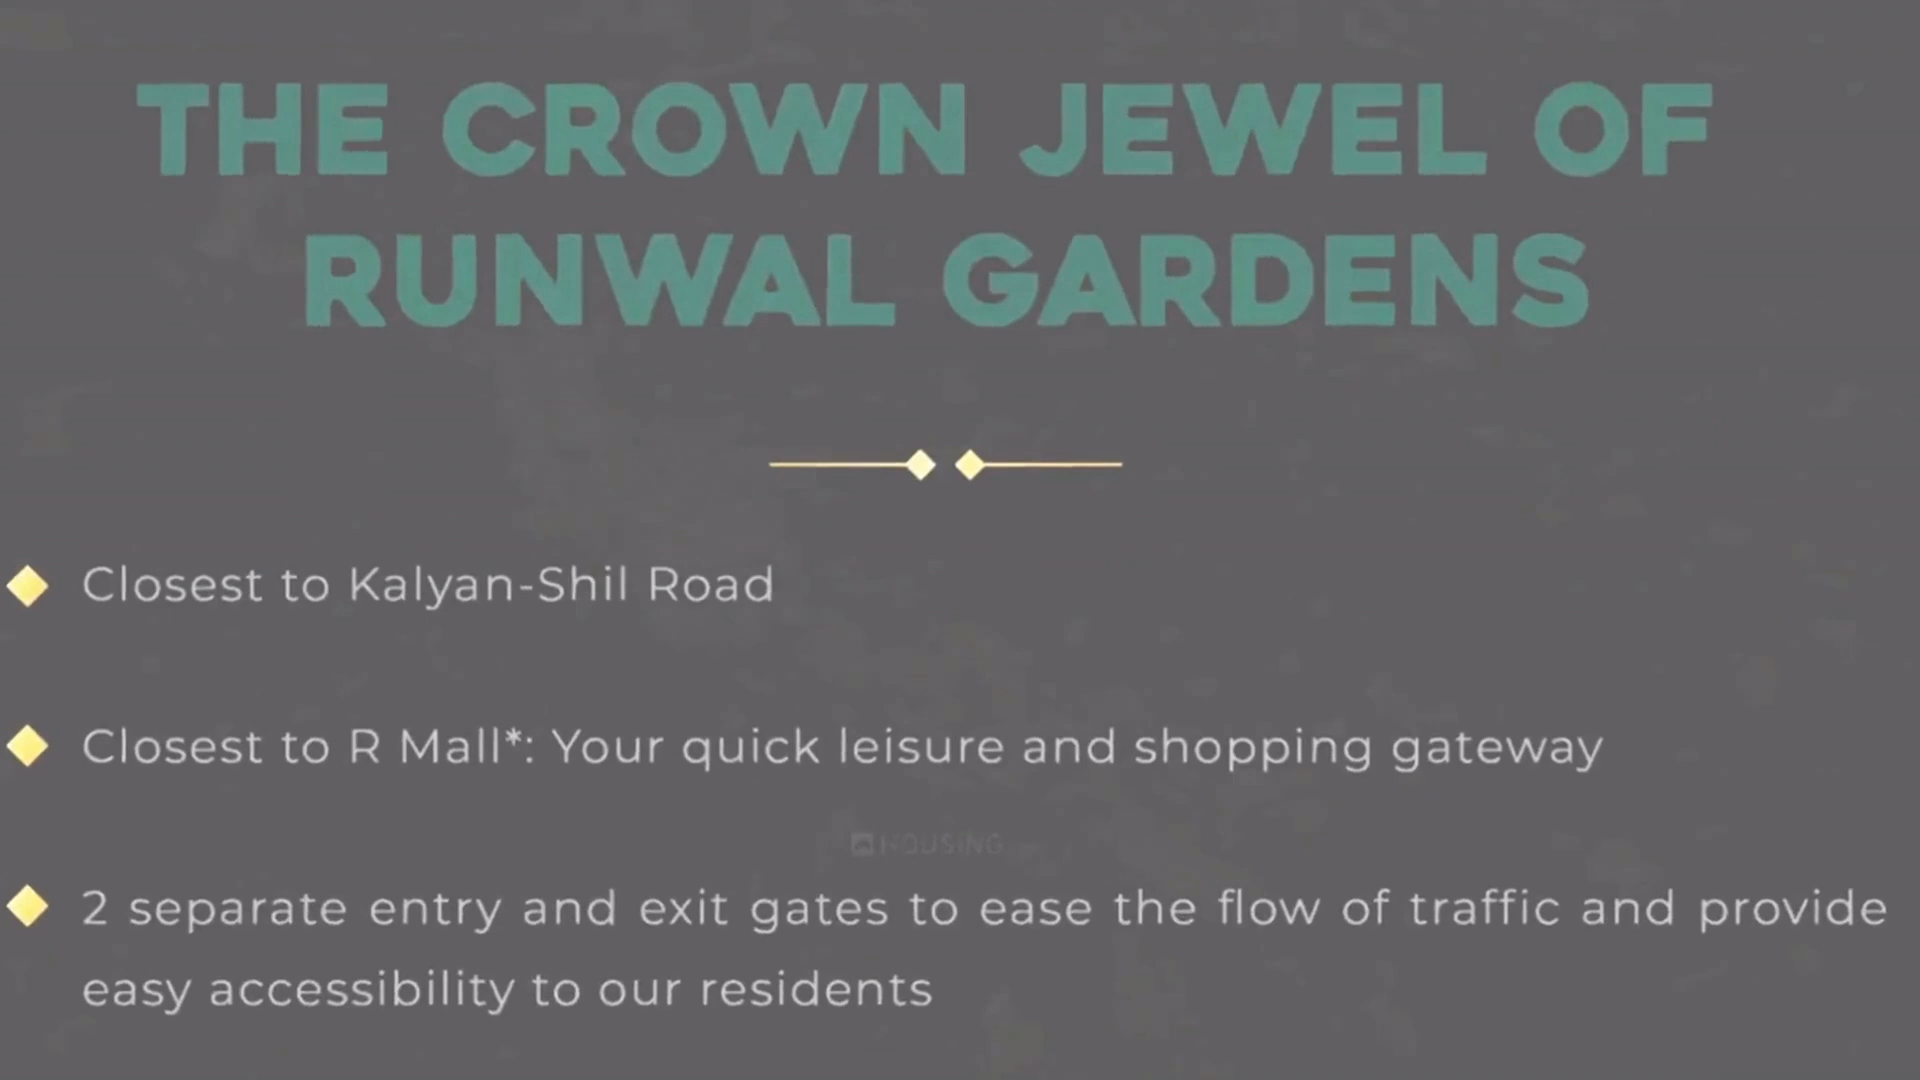 THE CROWN JEWEL OF
RUNWAL GARDENS
Closest to Kalyan-Shil Road
Closest to R Mall*: Your quick leisure and shopping gateway
HOUSING
2 separate entry and exit gates to ease the flow of traffic and provide
easy accessibility to our residents